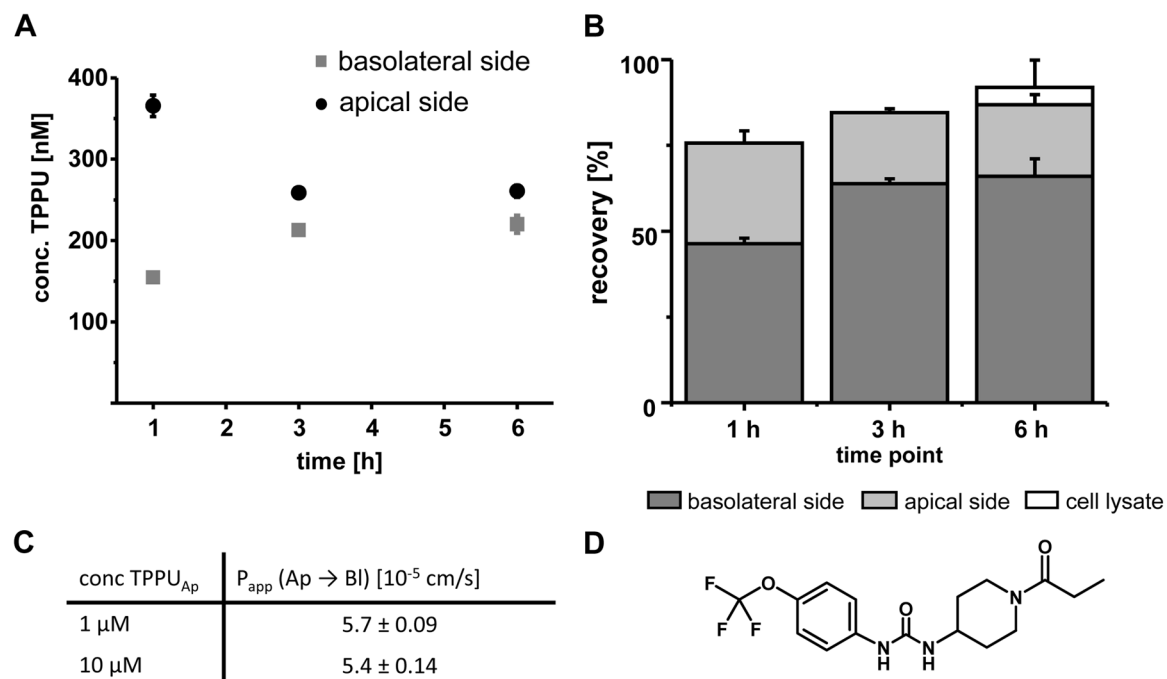 A
basolateral side
apical side
400
300
200
100
conc. TPPU [nM]
1 2 3 4 5 6
time [h]
B
100
50
0
recovery [%]
1 h 3 h 6 h
time point
basolateral side apical side cell lysate
C
conc TPPU_Ap P_app (Ap → Bl) [10⁻⁵ cm/s]
1 µM 5.7 ± 0.09
10 µM 5.4 ± 0.14
D
O
F O
F O N
F
N N
H H